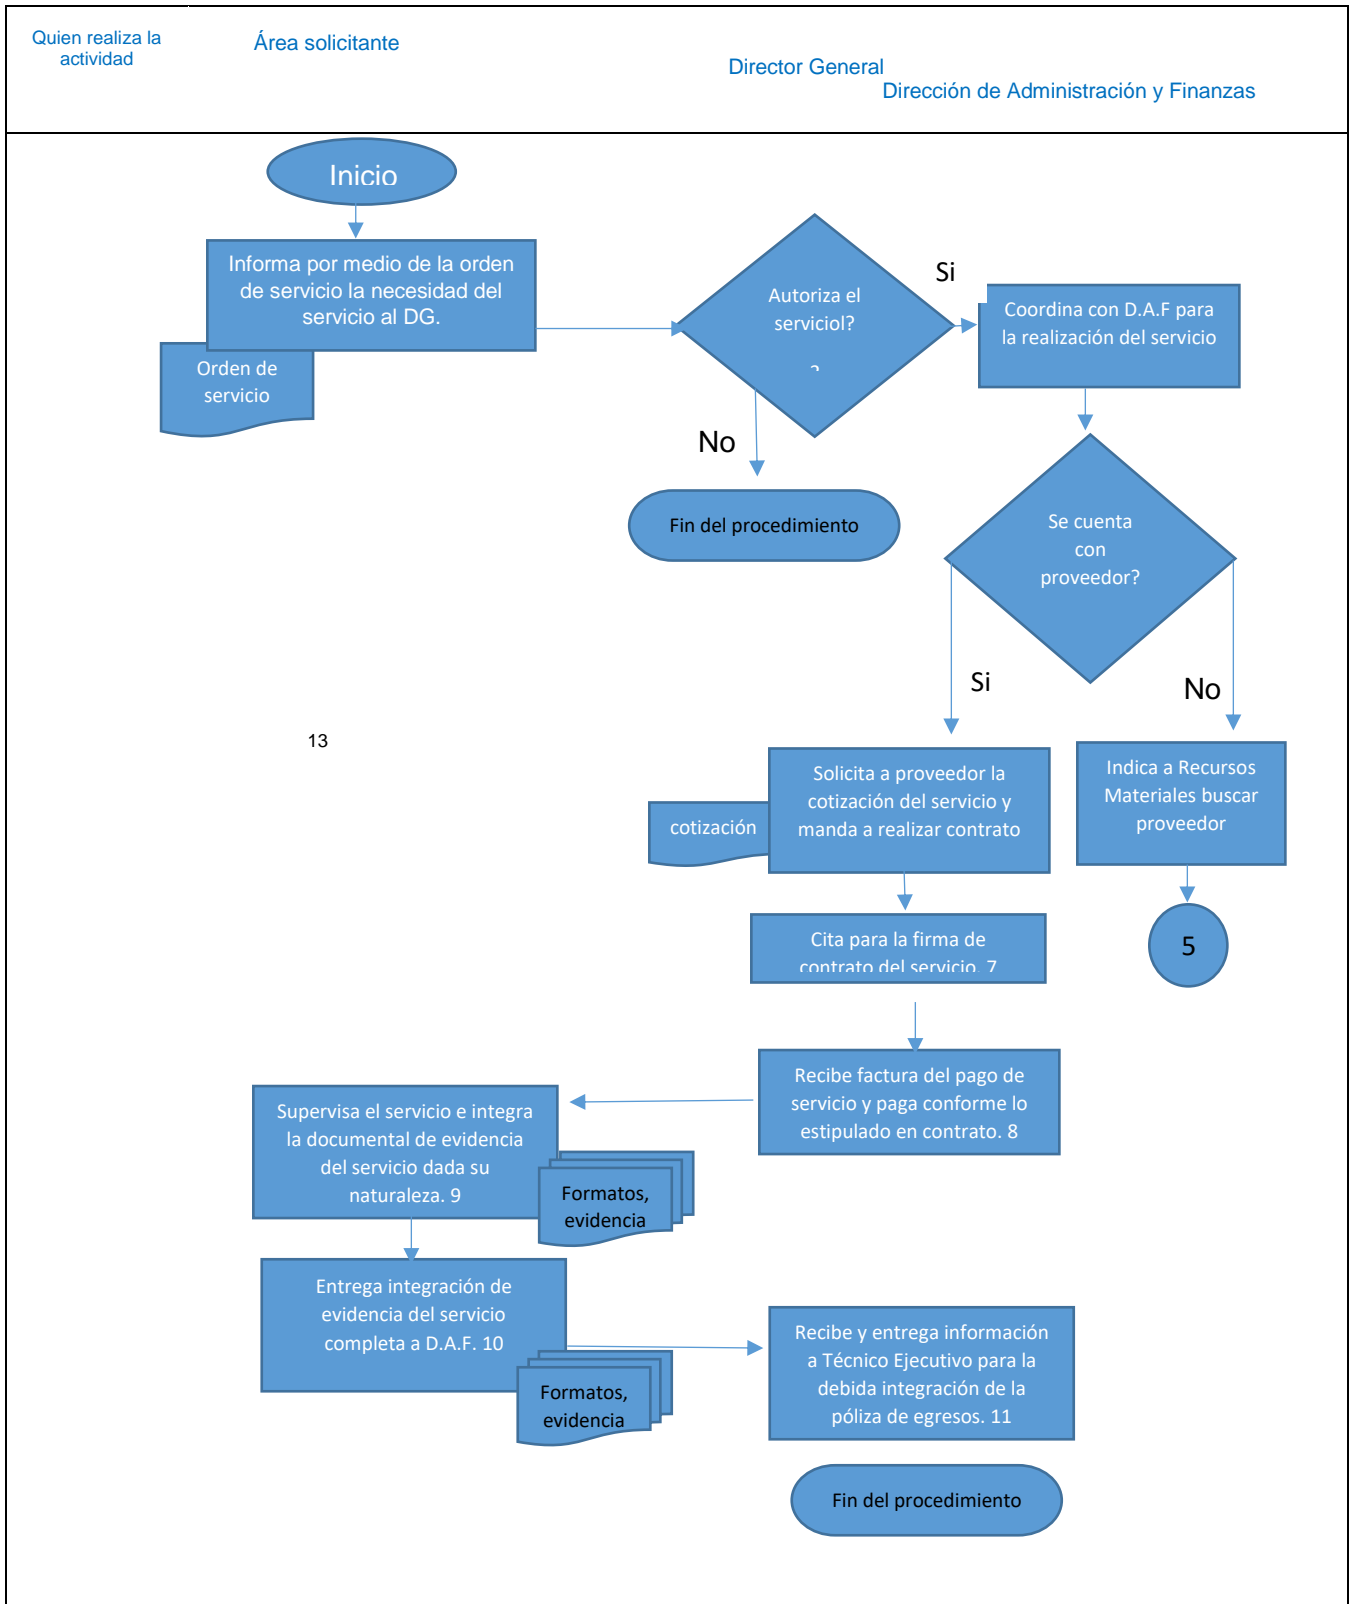 Quien realiza la
actividad
Área solicitante
Director General
Dirección de Administración y Finanzas
Inicio
Informa por medio de la orden
de servicio la necesidad del
servicio al DG.
Orden de
servicio
Autoriza el
serviciol?
Si
No
Coordina con D.A.F para
la realización del servicio
Fin del procedimiento
Se cuenta
con
proveedor?
Si
No
13
Solicita a proveedor la
cotización del servicio y
manda a realizar contrato
cotización
Indica a Recursos
Materiales buscar
proveedor
Cita para la firma de
contrato del servicio. 7
5
Recibe factura del pago de
servicio y paga conforme lo
estipulado en contrato. 8
Supervisa el servicio e integra
la documental de evidencia
del servicio dada su
naturaleza. 9
Formatos,
evidencia
Entrega integración de
evidencia del servicio
completa a D.A.F. 10
Formatos,
evidencia
Recibe y entrega información
a Técnico Ejecutivo para la
debida integración de la
póliza de egresos. 11
Fin del procedimiento